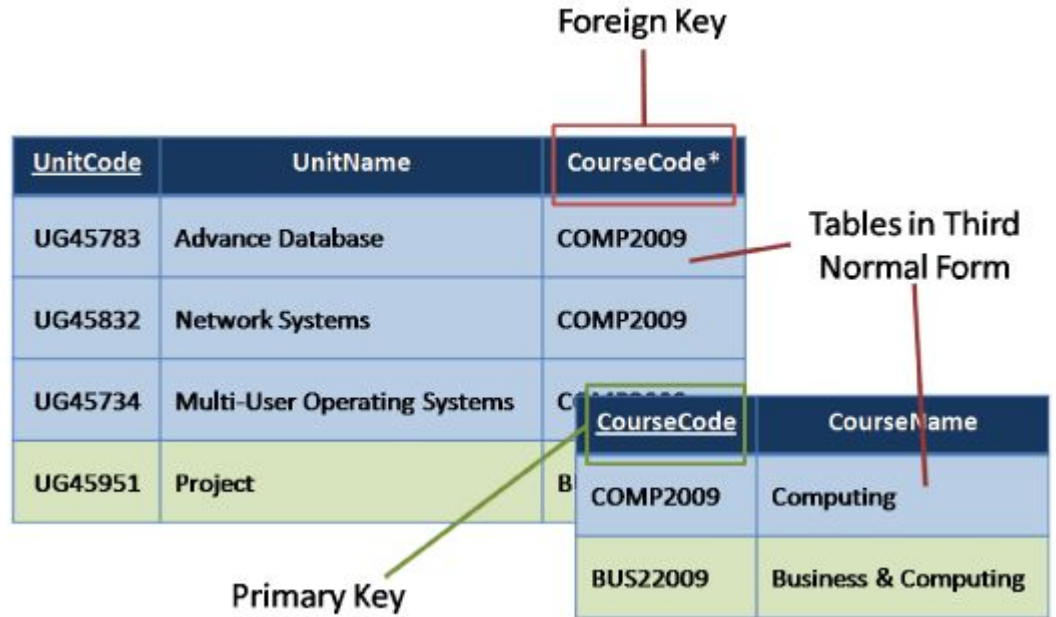 Foreign Key
UnitCode UnitName CourseCode*
UG45783 Advance Database COMP2009
UG45832 Network Systems COMP2009
UG45734 Multi-User Operating Systems
UG45951 Project
Tables in Third
Normal Form
CourseCode CourseName
COMP2009 Computing
BUS22009 Business & Computing
Primary Key